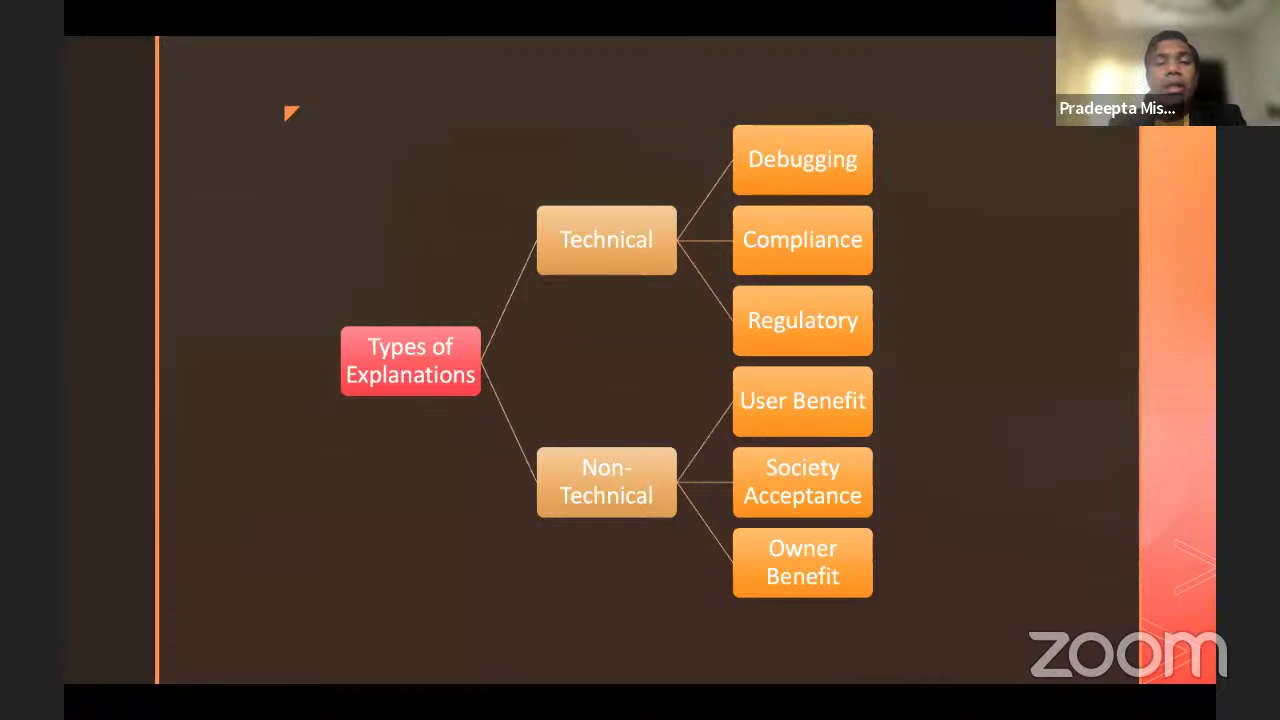 Pradeepta Mis...
Debugging
Technical
Compliance
Regulatory
Types of
Explanations
User Benefit
Non-
Technical
Society
Acceptance
Owner
Benefit
zoom